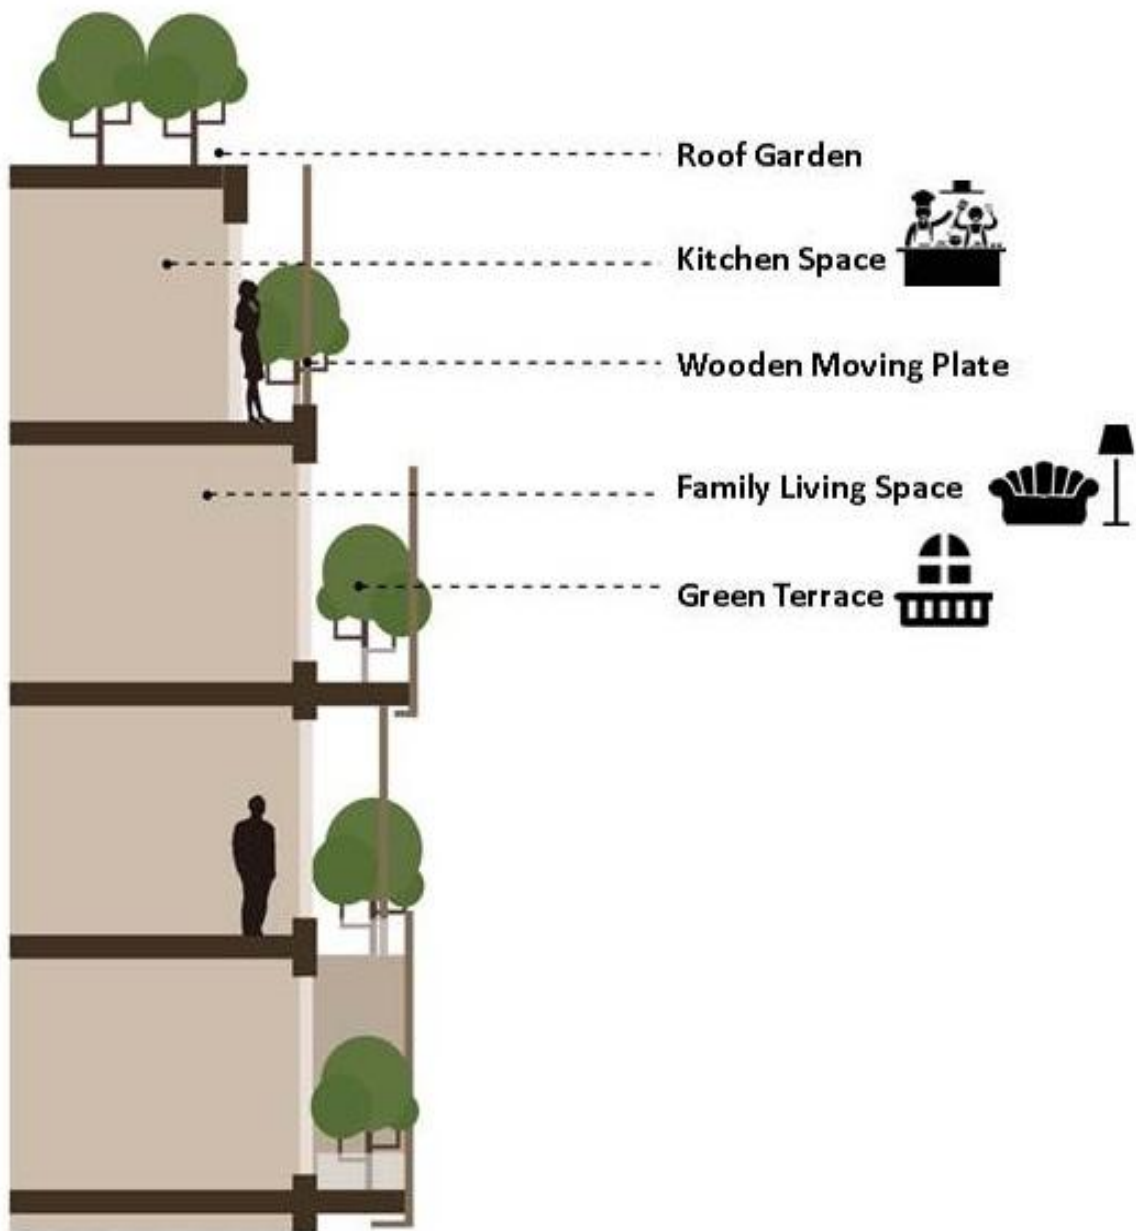 Roof Garden
Kitchen Space
Wooden Moving Plate
Family Living Space
Green Terrace